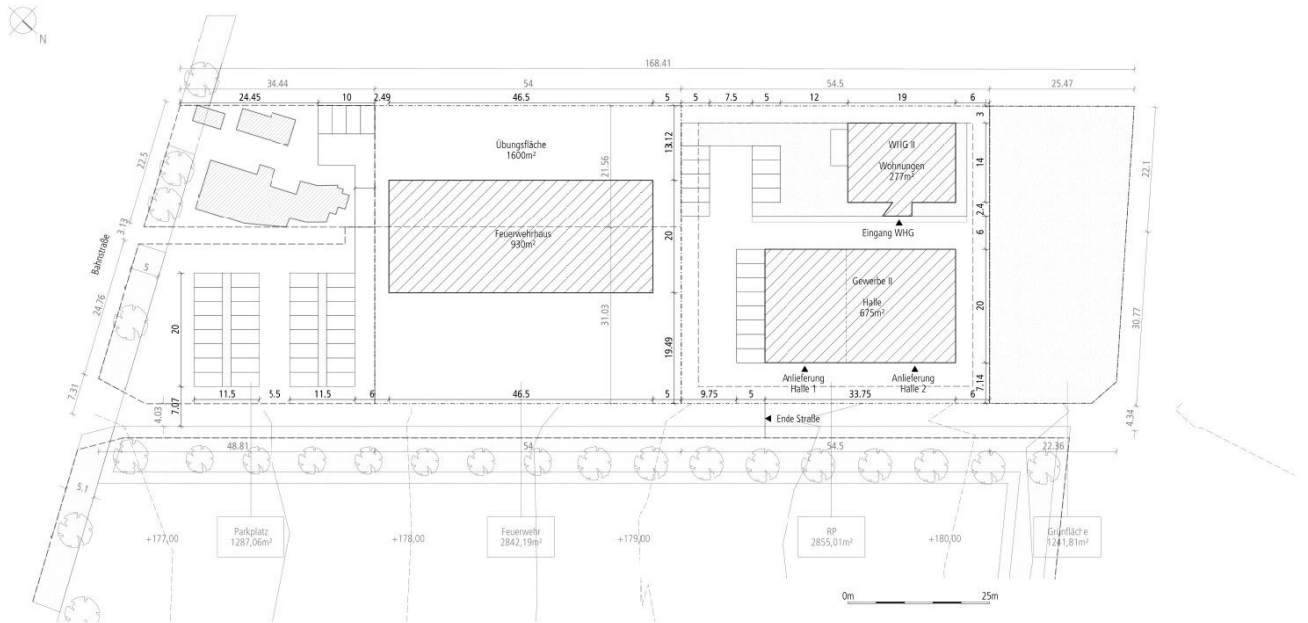 N
168.41
34.44
54
54.5
25.47
24.45
10
2.49
46.5
5
5
7.5
5
12
19
6
3
22.5
Übungsfläche
1600m²
21.56
13.12
WHG II
Wohnungen
277m²
14
22.1
2.4
3.13
Feuerwehrhaus
930m²
20
Eingang WHG
6
Bahnstraße
5
24.76
20
31.03
19.49
Gewerbe II
Halle
675m²
20
30.77
Anlieferung
Halle 1
Anlieferung
Halle 2
7.14
7.31
11.5
5.5
11.5
6
46.5
5
9.75
5
33.75
6
4.03
7.07
Ende Straße
4.34
48.81
54
54.5
22.36
5.1
+177,00
Parkplatz
1287,06m²
+178,00
Feuerwehr
2842,19m²
+179,00
RP
2855,01m²
+180,00
Grünfläche
1241,81m²
0m
25m